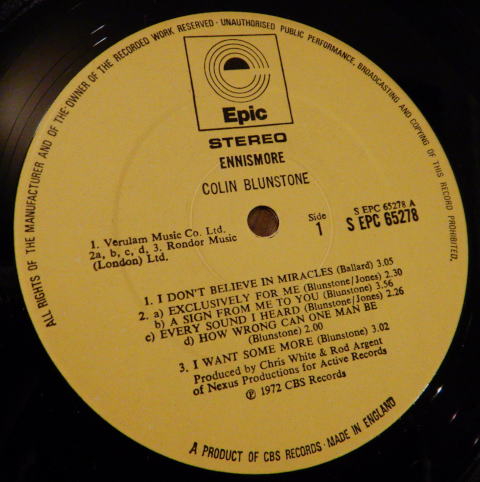 ALL RIGHTS OF THE MANUFACTURER AND OF THE OWNER OF THE RECORDED WORK RESERVED · UNAUTHORISED PUBLIC PERFORMANCE, BROADCASTING AND COPYING OF THIS RECORD PROHIBITED.
Epic
STEREO
ENNISMORE
COLIN BLUNSTONE
1. Verulam Music Co. Ltd.
2a, b, c, d, 3. Rondor Music
(London) Ltd.
Side
1
S EPC 65278 A
S EPC 65278
1. I DON'T BELIEVE IN MIRACLES (Ballard) 3.05
2. a) EXCLUSIVELY FOR ME (Blunstone/Jones) 2.30
b) A SIGN FROM ME TO YOU (Blunstone) 3.56
c) EVERY SOUND I HEARD (Blunstone/Jones) 2.26
d) HOW WRONG CAN ONE MAN BE
(Blunstone) 2.00
3. I WANT SOME MORE (Blunstone) 3.02
Produced by Chris White & Rod Argent
of Nexus Productions for Active Records
℗ 1972 CBS Records
A PRODUCT OF CBS RECORDS · MADE IN ENGLAND